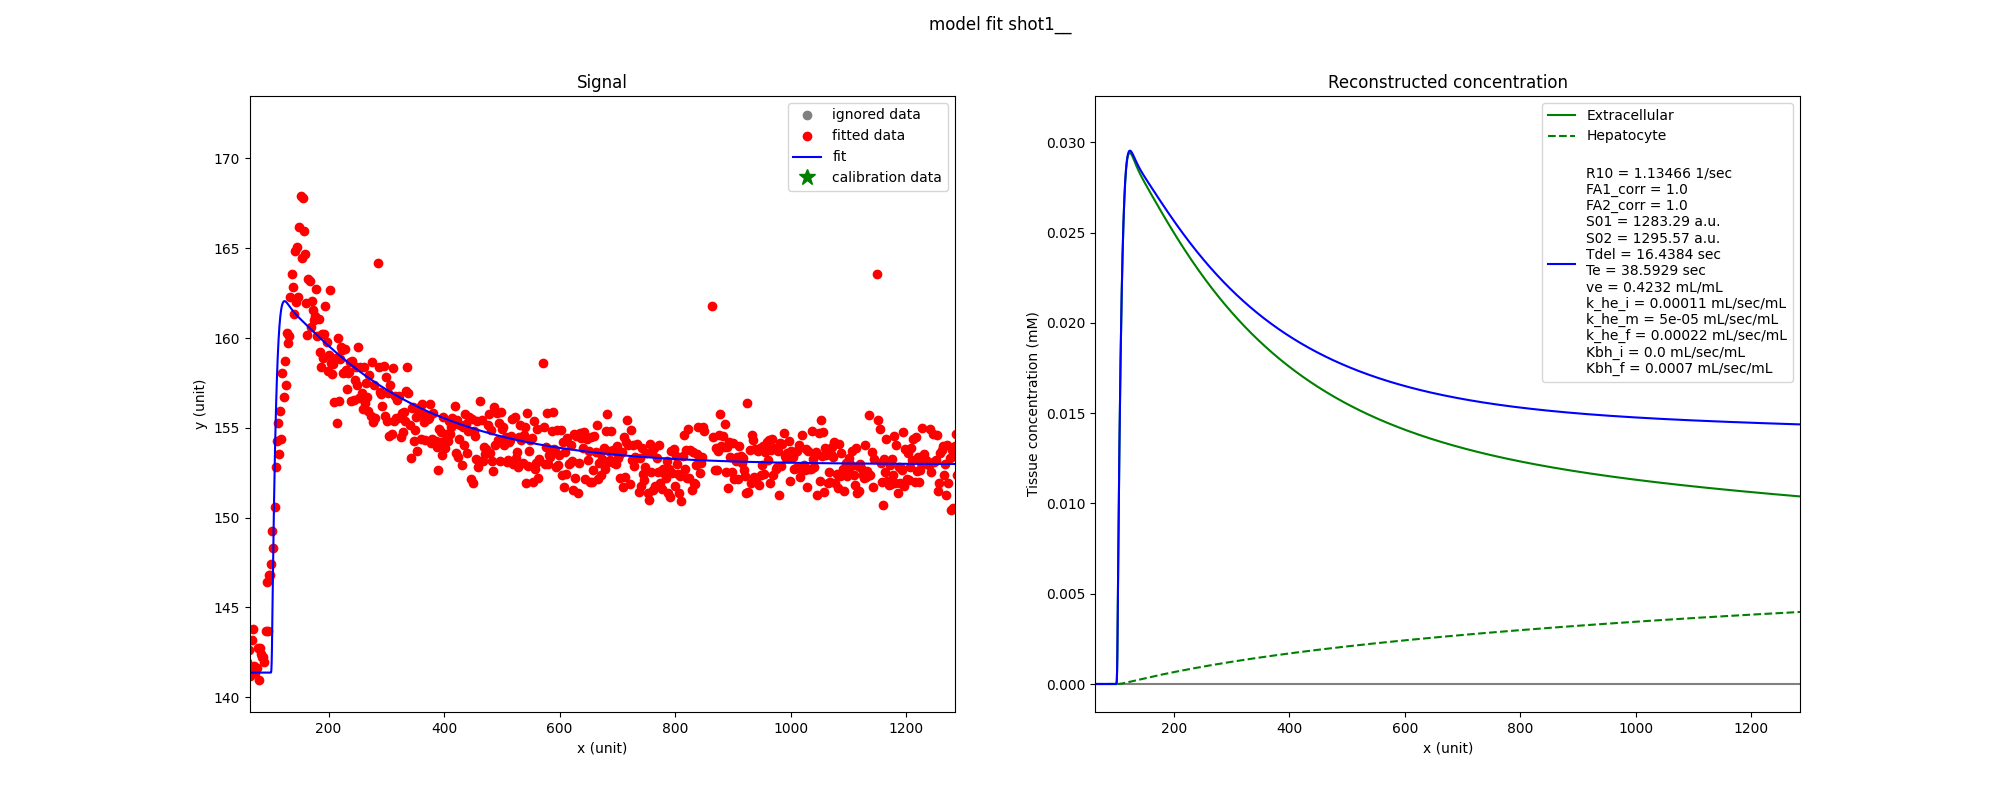 model fit shot1__
Signal
ignored data
fitted data
fit
calibration data
170
165
160
155
150
145
140
y (unit)
200
400
600
800
1000
1200
x (unit)
Reconstructed concentration
Extracellular
Hepatocyte
R10 = 1.13466 1/sec
FA1_corr = 1.0
FA2_corr = 1.0
S01 = 1283.29 a.u.
S02 = 1295.57 a.u.
Tdel = 16.4384 sec
Te = 38.5929 sec
ve = 0.4232 mL/mL
k_he_i = 0.00011 mL/sec/mL
k_he_m = 5e-05 mL/sec/mL
k_he_f = 0.00022 mL/sec/mL
Kbh_i = 0.0 mL/sec/mL
Kbh_f = 0.0007 mL/sec/mL
0.030
0.025
0.020
0.015
0.010
0.005
0.000
Tissue concentration (mM)
200
400
600
800
1000
1200
x (unit)